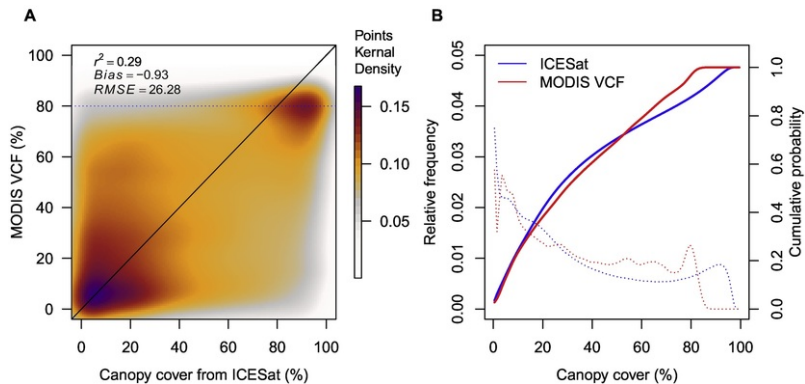 A
r² = 0.29
Bias = −0.93
RMSE = 26.28
MODIS VCF (%)
100
80
60
40
20
0
0 20 40 60 80 100
Canopy cover from ICESat (%)
Points
Kernal
Density
0.15
0.10
0.05
B
ICESat
MODIS VCF
Relative frequency
0.05
0.04
0.03
0.02
0.01
0.00
0 20 40 60 80 100
Canopy cover (%)
1.0
0.8
0.6
0.4
0.2
0.0
Cumulative probability